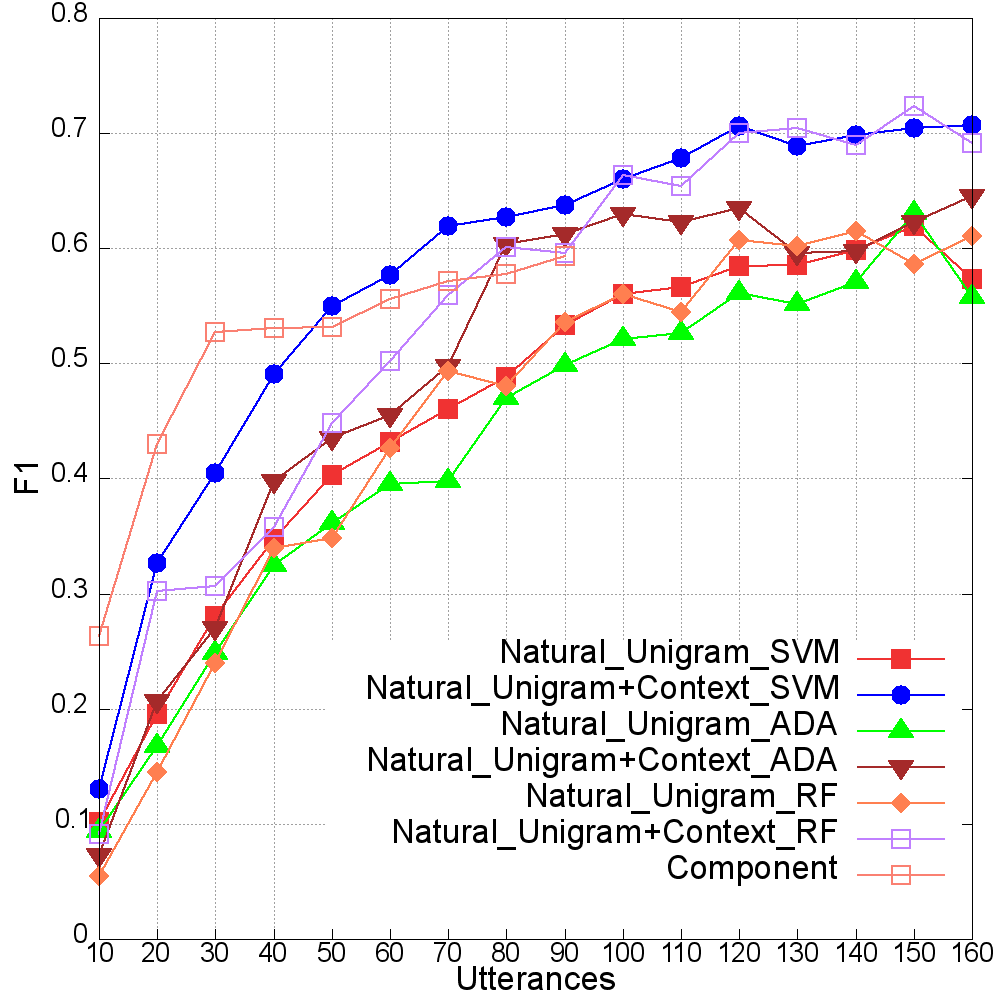 0.8
0.7
0.6
0.5
0.4
0.3
0.2
0.1
0
F1
Natural_Unigram_SVM
Natural_Unigram+Context_SVM
Natural_Unigram_ADA
Natural_Unigram+Context_ADA
Natural_Unigram_RF
Natural_Unigram+Context_RF
Component
10 20 30 40 50 60 70 80 90 100 110 120 130 140 150 160
Utterances